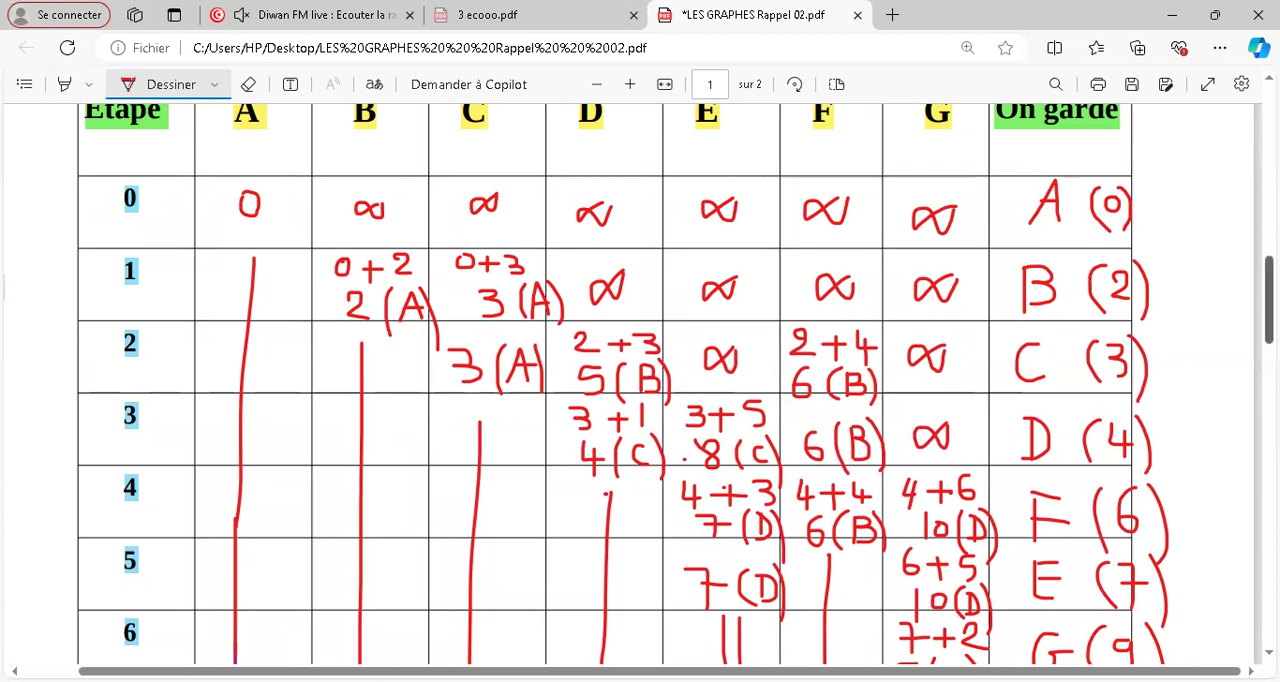 Se connecter
Diwan FM live : Ecouter la ra
3 ecooo.pdf
*LES GRAPHES Rappel 02.pdf
Fichier
C:/Users/HP/Desktop/LES%20GRAPHES%20%20%20Rappel%20%20%2002.pdf
Dessiner
Demander à Copilot
1
sur 2
Etape A B C D E F G On garde
0 0 ∞ ∞ ∞ ∞ ∞ ∞ A (0)
1 0+2 0+3 ∞ ∞ ∞ ∞ B (2)
2 (A) 3 (A)
2 3 (A) 2+3 ∞ 2+4 ∞ C (3)
5 (B) 6 (B)
3 3+1 3+5 6 (B) ∞ D (4)
4 (C) 8 (C)
4 4+3 4+4 4+6 F (6)
7 (D) 6 (B) 10 (D)
5 7 (D) 6+5 E (7)
10 (D)
6 7+2 G (9)